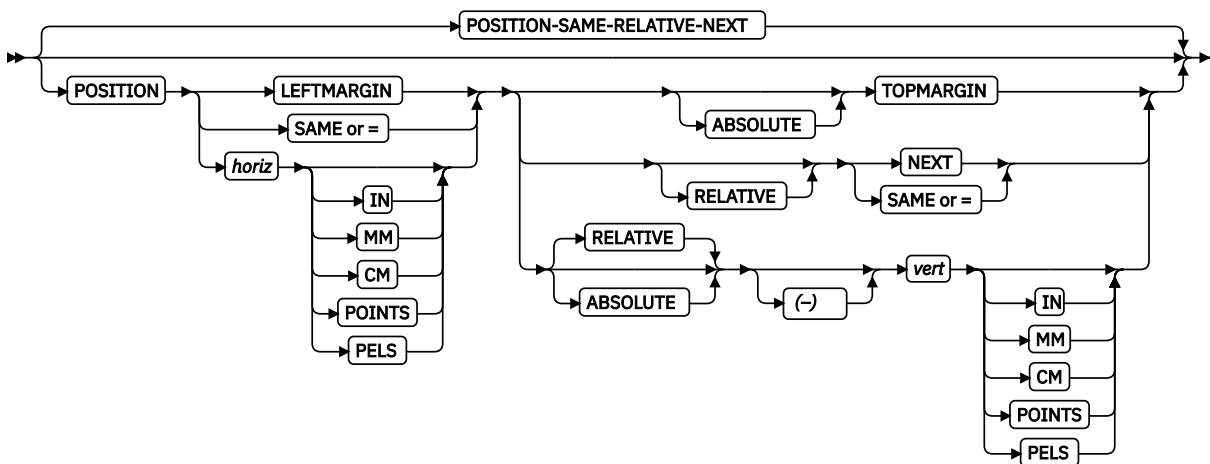 POSITION-SAME-RELATIVE-NEXT
POSITION LEFTMARGIN TOPMARGIN
SAME or = ABSOLUTE
horiz NEXT
IN RELATIVE SAME or =
MM RELATIVE
CM vert
POINTS ABSOLUTE (–) IN
PELS MM
CM
POINTS
PELS